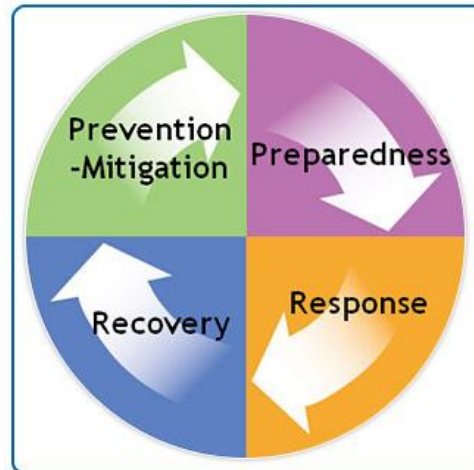 Prevention
-Mitigation
Preparedness
Response
Recovery